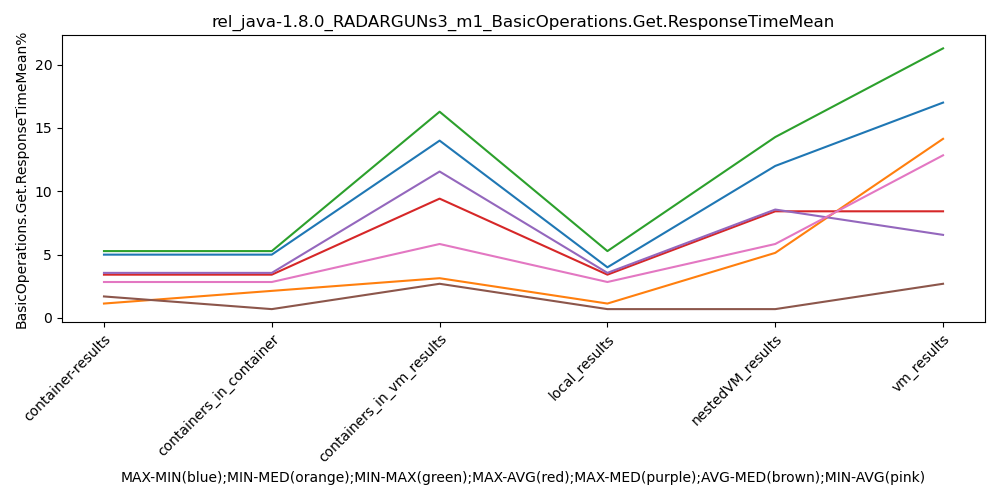 rel_java-1.8.0_RADARGUNs3_m1_BasicOperations.Get.ResponseTimeMean
BasicOperations.Get.ResponseTimeMean%
20
15
10
5
0
container-results
containers_in_container
containers_in_vm_results
local_results
nestedVM_results
vm_results
MAX-MIN(blue);MIN-MED(orange);MIN-MAX(green);MAX-AVG(red);MAX-MED(purple);AVG-MED(brown);MIN-AVG(pink)